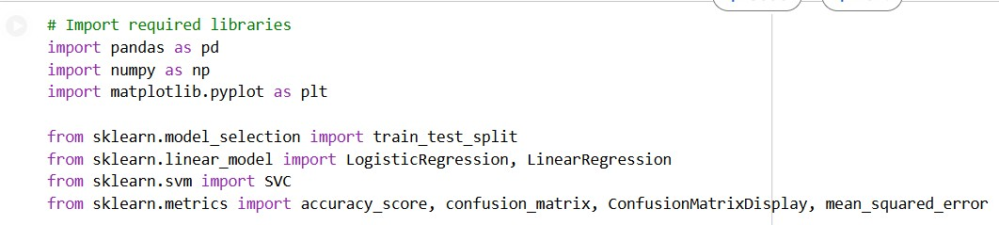 # Import required libraries
import pandas as pd
import numpy as np
import matplotlib.pyplot as plt
from sklearn.model_selection import train_test_split
from sklearn.linear_model import LogisticRegression, LinearRegression
from sklearn.svm import SVC
from sklearn.metrics import accuracy_score, confusion_matrix, ConfusionMatrixDisplay, mean_squared_error